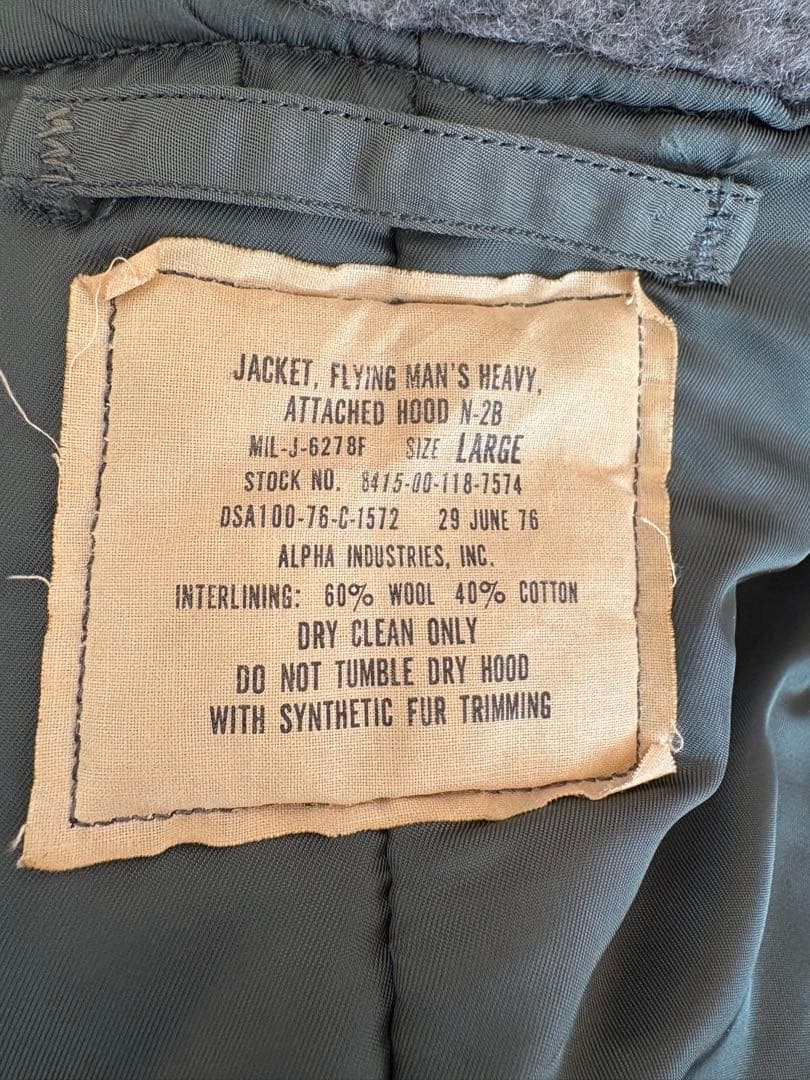 JACKET, FLYING MAN'S HEAVY,
ATTACHED HOOD N-2B
MIL-J-6278F SIZE LARGE
STOCK NO. 8415-00-118-7574
DSA100-76-C-1572 29 JUNE 76
ALPHA INDUSTRIES, INC.
INTERLINING: 60% WOOL 40% COTTON
DRY CLEAN ONLY
DO NOT TUMBLE DRY HOOD
WITH SYNTHETIC FUR TRIMMING